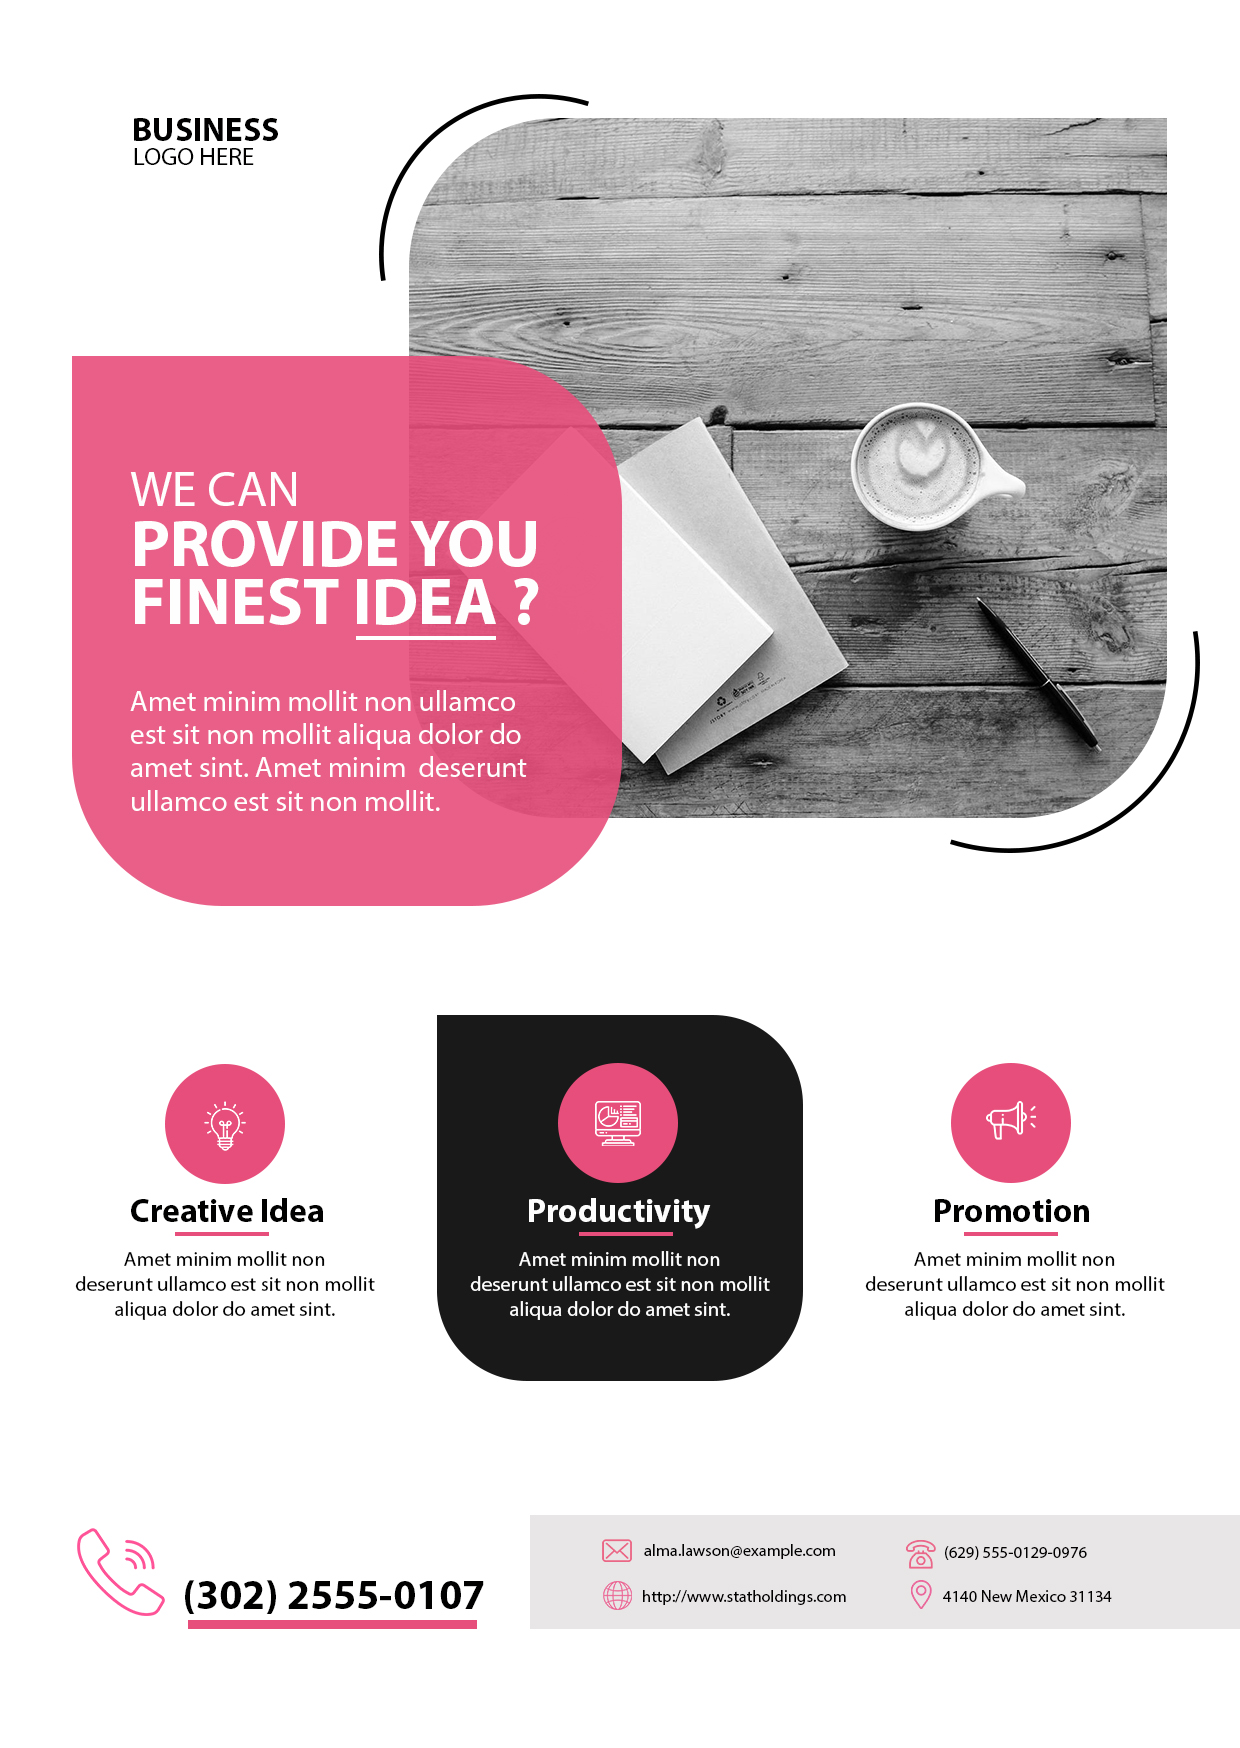 BUSINESS
LOGO HERE
WE CAN
PROVIDE YOU
FINEST IDEA ?
Amet minim mollit non ullamco
est sit non mollit aliqua dolor do
amet sint. Amet minim  deserunt
ullamco est sit non mollit.
Creative Idea
Amet minim mollit non
deserunt ullamco est sit non mollit
aliqua dolor do amet sint.
Productivity
Amet minim mollit non
deserunt ullamco est sit non mollit
aliqua dolor do amet sint.
Promotion
Amet minim mollit non
deserunt ullamco est sit non mollit
aliqua dolor do amet sint.
(302) 2555-0107
alma.lawson@example.com
(629) 555-0129-0976
http://www.statholdings.com
4140 New Mexico 31134